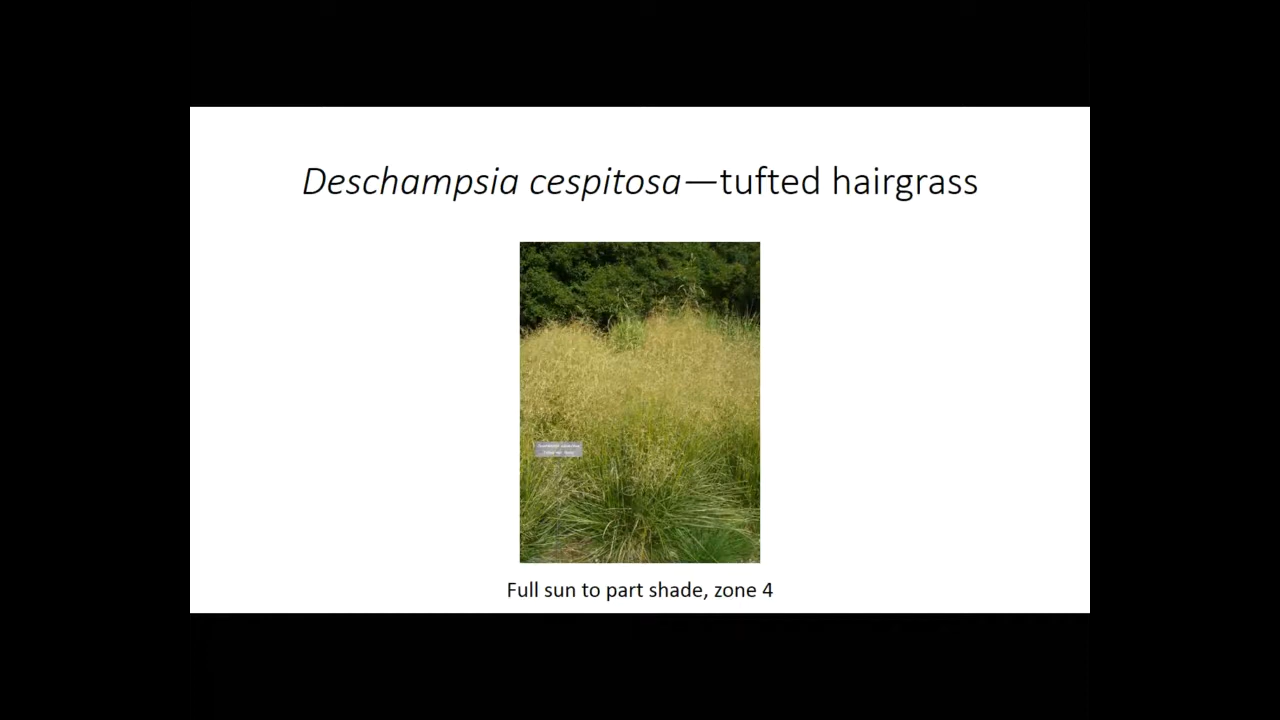 Deschampsia cespitosa—tufted hairgrass
Full sun to part shade, zone 4